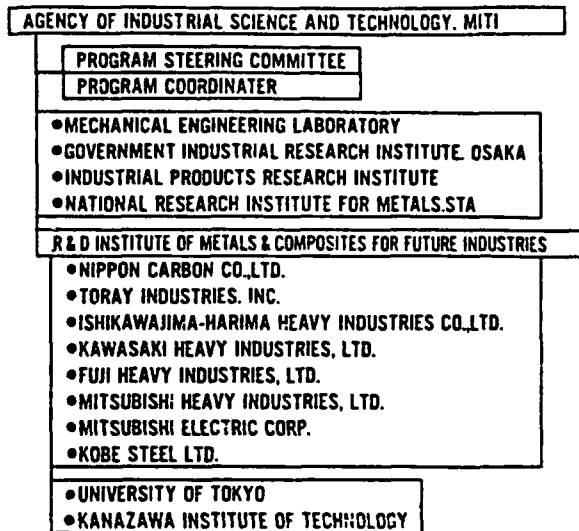 AGENCY OF INDUSTRIAL SCIENCE AND TECHNOLOGY. MITI
PROGRAM STEERING COMMITTEE
PROGRAM COORDINATER
●MECHANICAL ENGINEERING LABORATORY
●GOVERNMENT INDUSTRIAL RESEARCH INSTITUTE. OSAKA
●INDUSTRIAL PRODUCTS RESEARCH INSTITUTE
●NATIONAL RESEARCH INSTITUTE FOR METALS.STA
R&D INSTITUTE OF METALS & COMPOSITES FOR FUTURE INDUSTRIES
●NIPPON CARBON CO.,LTD.
●TORAY INDUSTRIES. INC.
●ISHIKAWAJIMA-HARIMA HEAVY INDUSTRIES CO.,LTD.
●KAWASAKI HEAVY INDUSTRIES, LTD.
●FUJI HEAVY INDUSTRIES, LTD.
●MITSUBISHI HEAVY INDUSTRIES, LTD.
●MITSUBISHI ELECTRIC CORP.
●KOBE STEEL LTD.
●UNIVERSITY OF TOKYO
●KANAZAWA INSTITUTE OF TECHNOLOGY